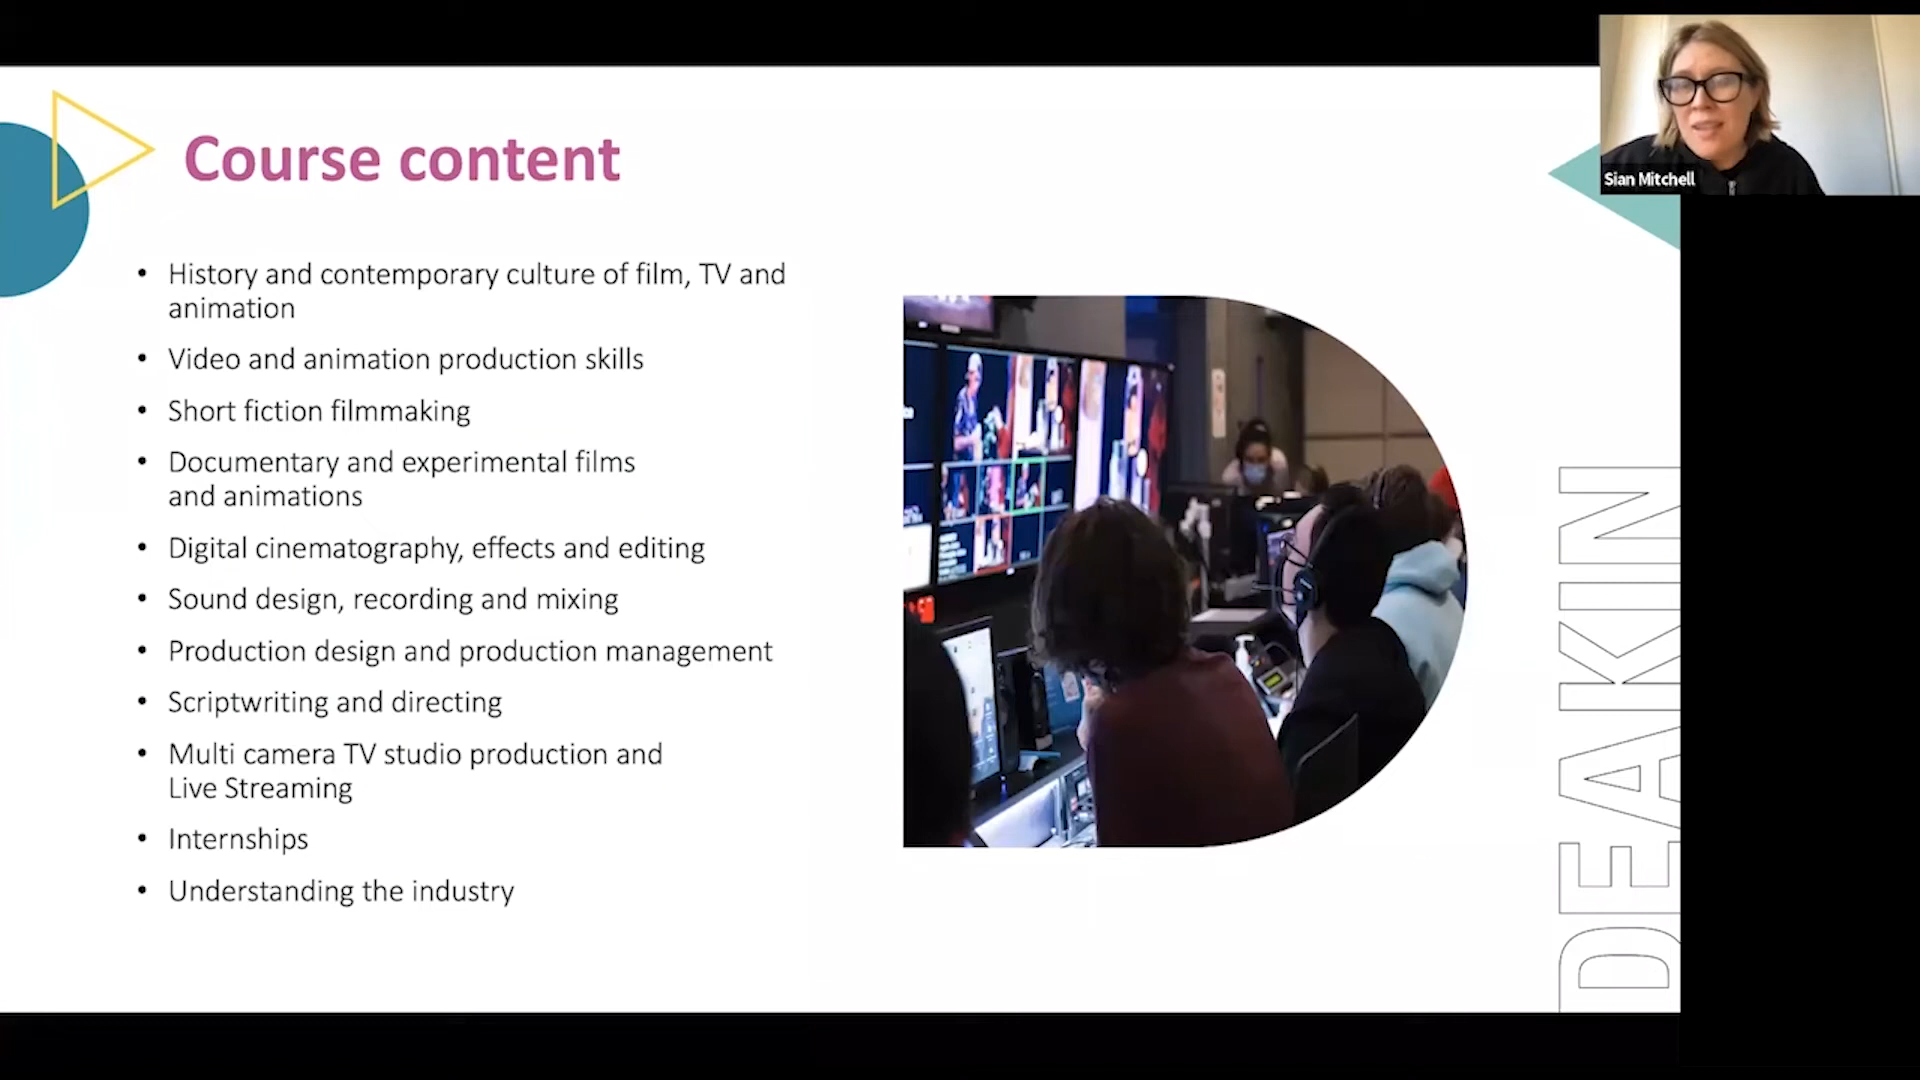 Course content
Sian Mitchell
• History and contemporary culture of film, TV and
animation
• Video and animation production skills
• Short fiction filmmaking
• Documentary and experimental films
and animations
• Digital cinematography, effects and editing
• Sound design, recording and mixing
• Production design and production management
• Scriptwriting and directing
• Multi camera TV studio production and
Live Streaming
• Internships
• Understanding the industry
DEAKIN